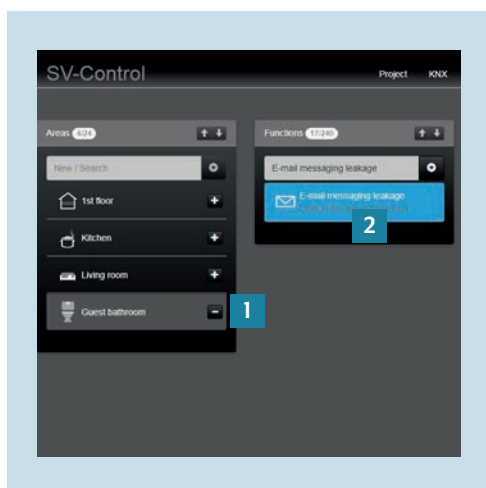 SV-Control
Project KNX
Areas 4/24
Functions 17/240
New / Search
E-mail messaging leakage
1st floor
E-mail messaging leakage
2
Kitchen
Living room
Guest bathroom
1